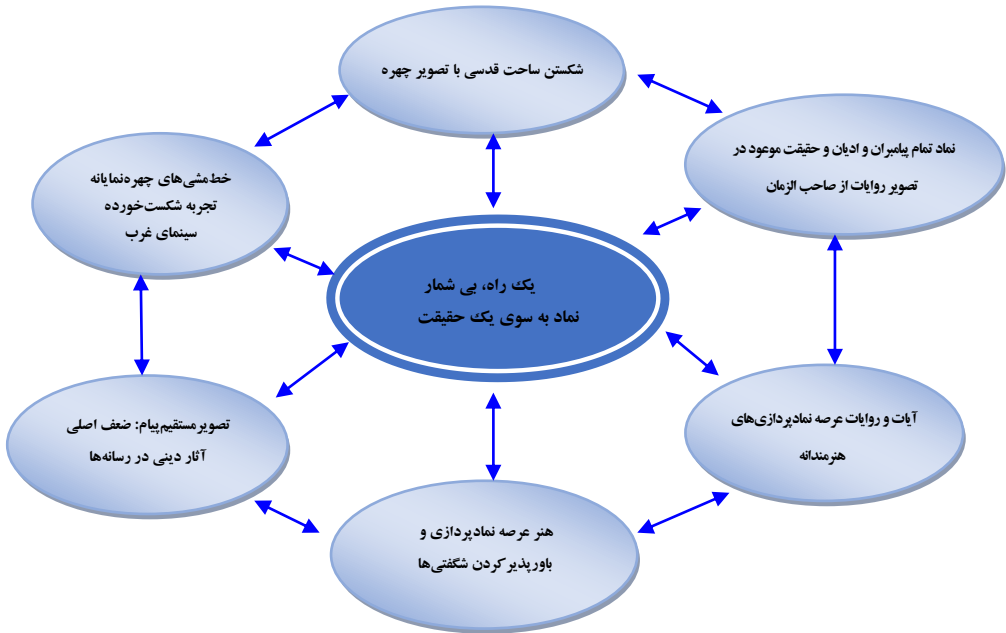 شکستن ساحت قدسی با تصویر چهره
نماد تمام پیامبران و ادیان و حقیقت موعود در
تصویر روایات از صاحب الزمان
خط‌مشی‌های چهره‌نمایانه
تجربه شکست‌خورده
سینمای غرب
یک راه، بی شمار
نماد به سوی یک حقیقت
آیات و روایات عرصه نمادپردازی‌های
هنرمندانه
تصویرمستقیم‌پیام: ضعف اصلی
آثار دینی در رسانه‌ها
هنر عرصه نمادپردازی و
باورپذیرکردن شگفتی‌ها